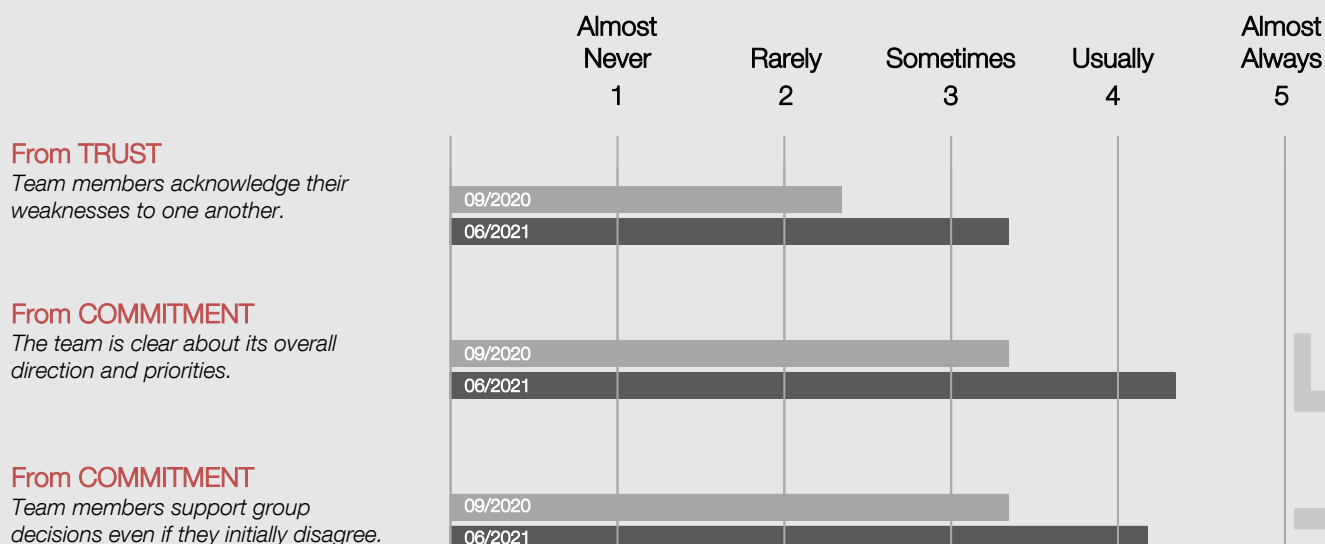 Almost Never
Rarely
Sometimes
Usually
Almost Always
1
2
3
4
5
From TRUST
Team members acknowledge their
weaknesses to one another.
09/2020
06/2021
From COMMITMENT
The team is clear about its overall
direction and priorities.
09/2020
06/2021
From COMMITMENT
Team members support group
decisions even if they initially disagree.
09/2020
06/2021